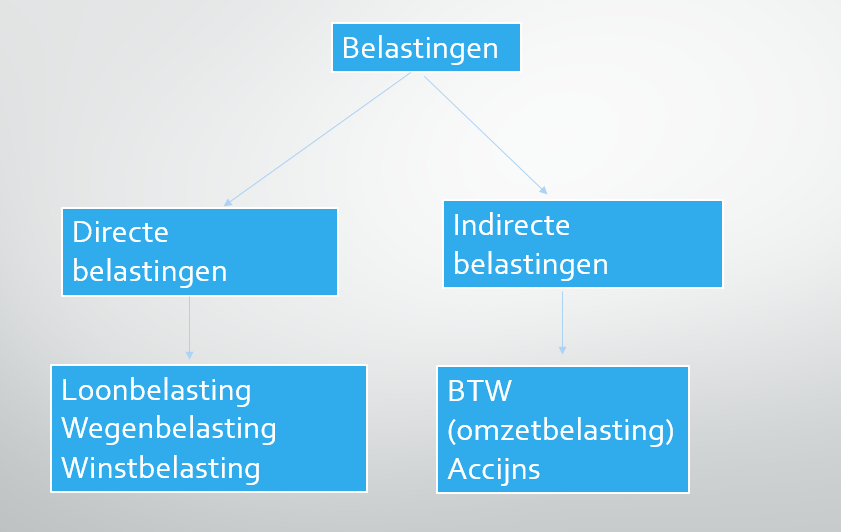 Belastingen
Directe
belastingen
Indirecte
belastingen
Loonbelasting
Wegenbelasting
Winstbelasting
BTW
(omzetbelasting)
Accijns